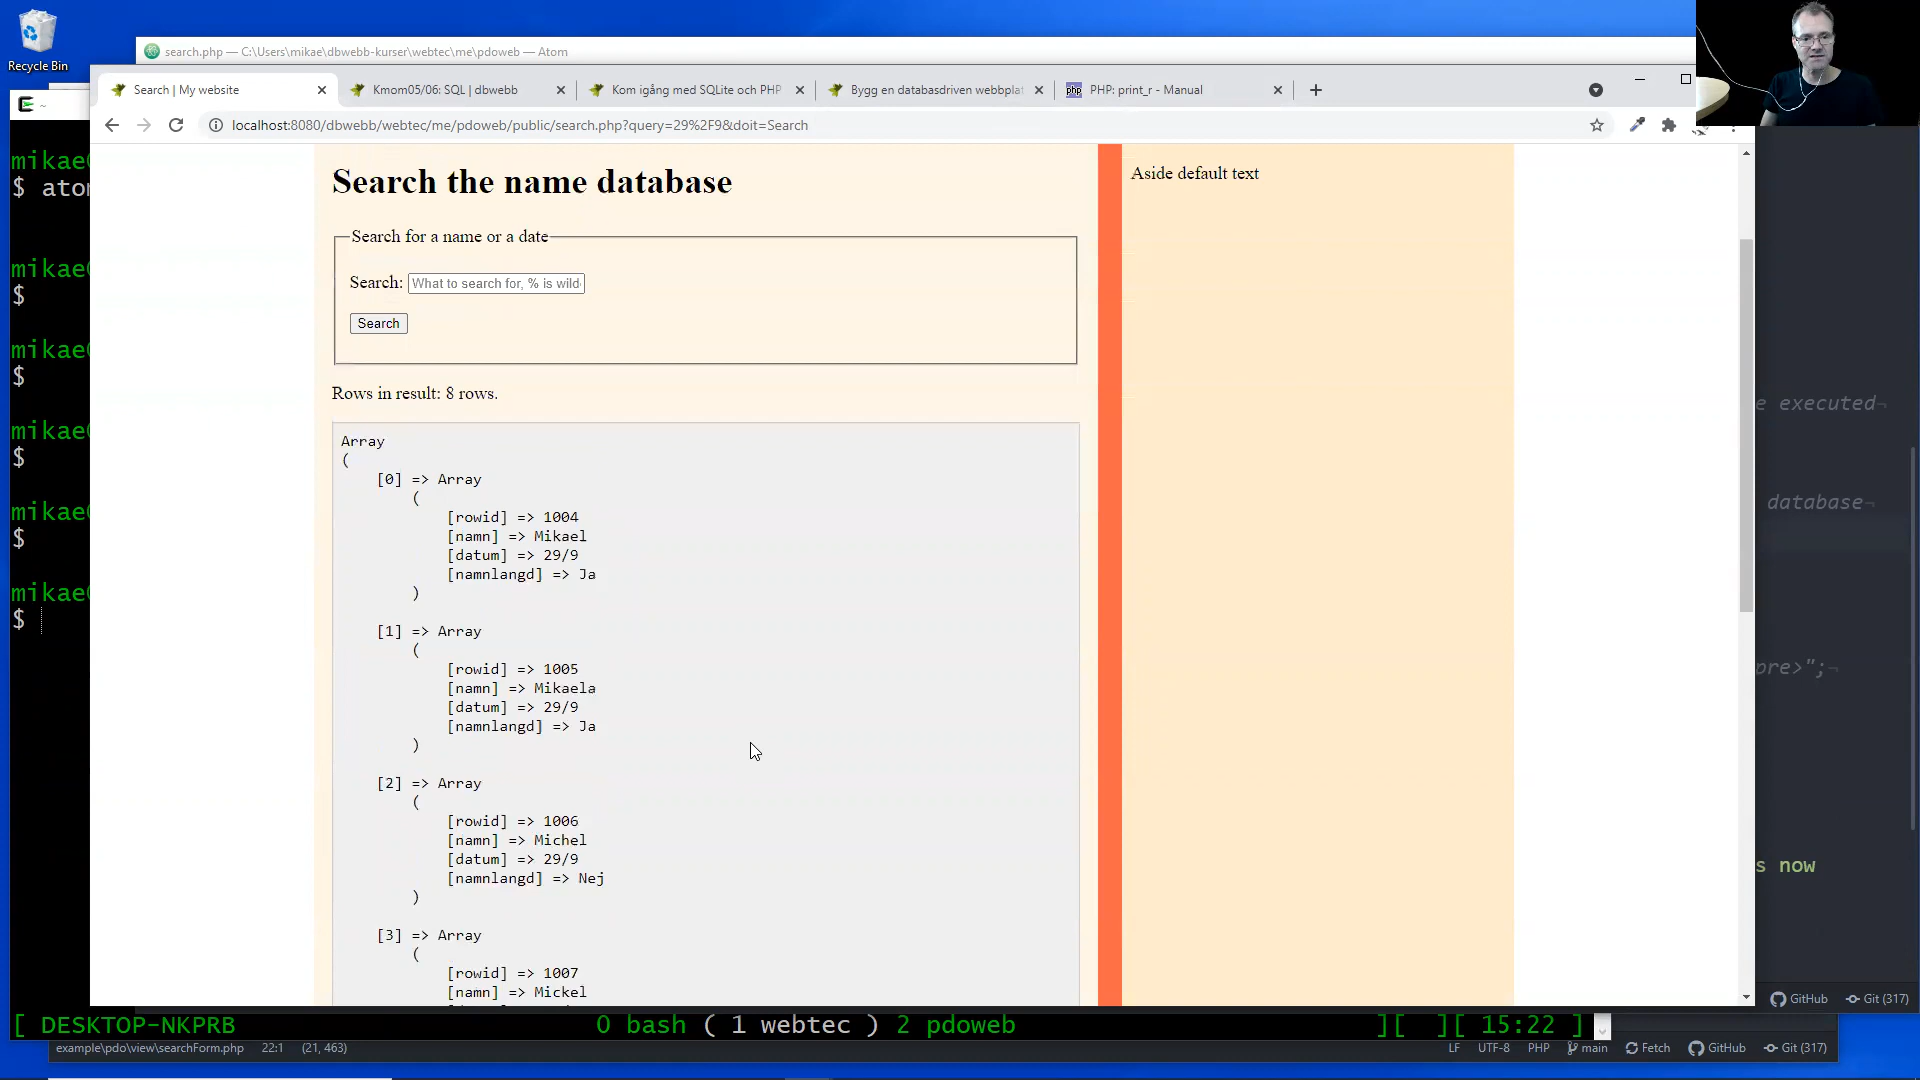 Recycle Bin
search.php — C:\Users\mikae\dbwebb-kurser\webtec\me\pdoweb — Atom
Search | My website
Kmom05/06: SQL | dbwebb
Kom igång med SQLite och PHP
Bygg en databasdriven webbplat
PHP: print_r - Manual
localhost:8080/dbwebb/webtec/me/pdoweb/public/search.php?query=29%2F9&doit=Search
mikae
$ atom
mikae
$
mikae
$
mikae
$
mikae
$
mikae
$
Search the name database
Search for a name or a date
Search: What to search for, % is wild
Search
Rows in result: 8 rows.
Array
(
[0] => Array
(
[rowid] => 1004
[namn] => Mikael
[datum] => 29/9
[namnlangd] => Ja
)
[1] => Array
(
[rowid] => 1005
[namn] => Mikaela
[datum] => 29/9
[namnlangd] => Ja
)
[2] => Array
(
[rowid] => 1006
[namn] => Michel
[datum] => 29/9
[namnlangd] => Nej
)
[3] => Array
(
[rowid] => 1007
[namn] => Mickel
Aside default text
e executed¬
database¬
pre>";¬
s now
GitHub Git (317)
[ DESKTOP-NKPRB 0 bash ( 1 webtec ) 2 pdoweb ][ ][ 15:22 ]
example\pdo\view\searchForm.php 22:1 (21, 463) LF UTF-8 PHP main Fetch GitHub Git (317)